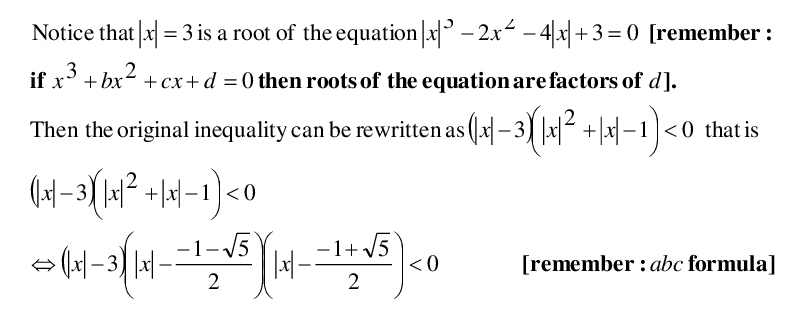 Notice that |x| = 3 is a root of the equation |x|³ − 2x² − 4|x| + 3 = 0 [remember :
if x³ + bx² + cx + d = 0 then roots of the equation are factors of d].
Then the original inequality can be rewritten as (|x| − 3)(|x|² + |x| − 1) < 0 that is
(|x| − 3)(|x|² + |x| − 1) < 0
⇔ (|x| − 3)(|x| − (−1 − √5)/2)(|x| − (−1 + √5)/2) < 0 [remember : abc formula]